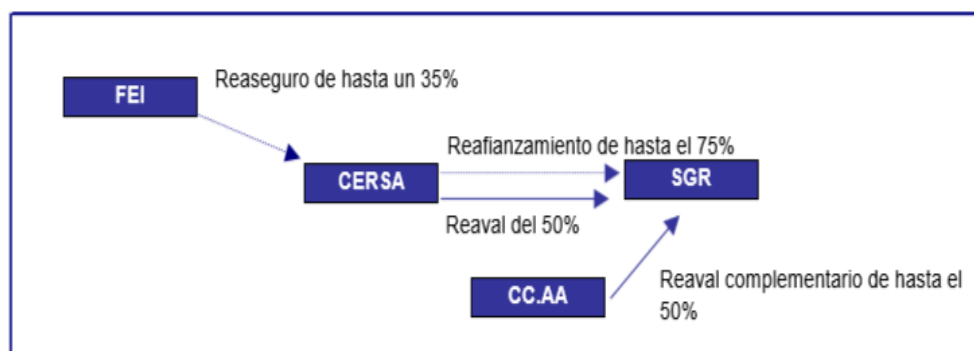 Reaseguro de hasta un 35%
FEI
Reafianzamiento de hasta el 75%
CERSA
SGR
Reaval del 50%
CC.AA
Reaval complementario de hasta el
50%